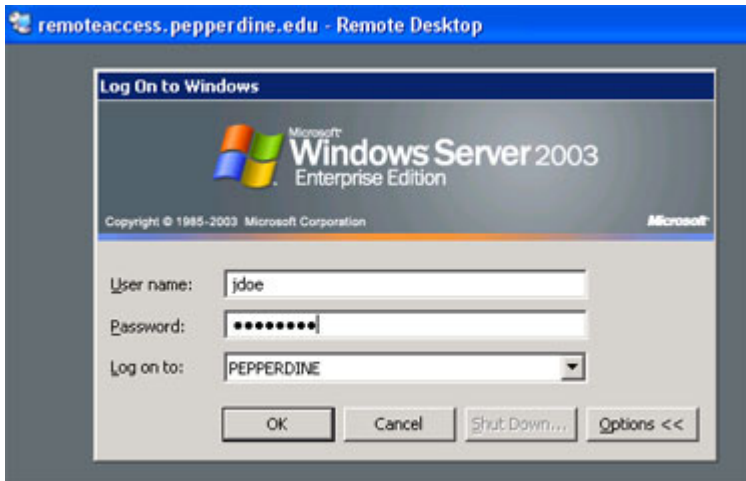 remoteaccess.pepperdine.edu - Remote Desktop
Log On to Windows
Microsoft
Windows Server 2003
Enterprise Edition
Copyright © 1985-2003 Microsoft Corporation Microsoft
User name: jdoe
Password: ●●●●●●●●
Log on to: PEPPERDINE
OK Cancel Shut Down... Options <<